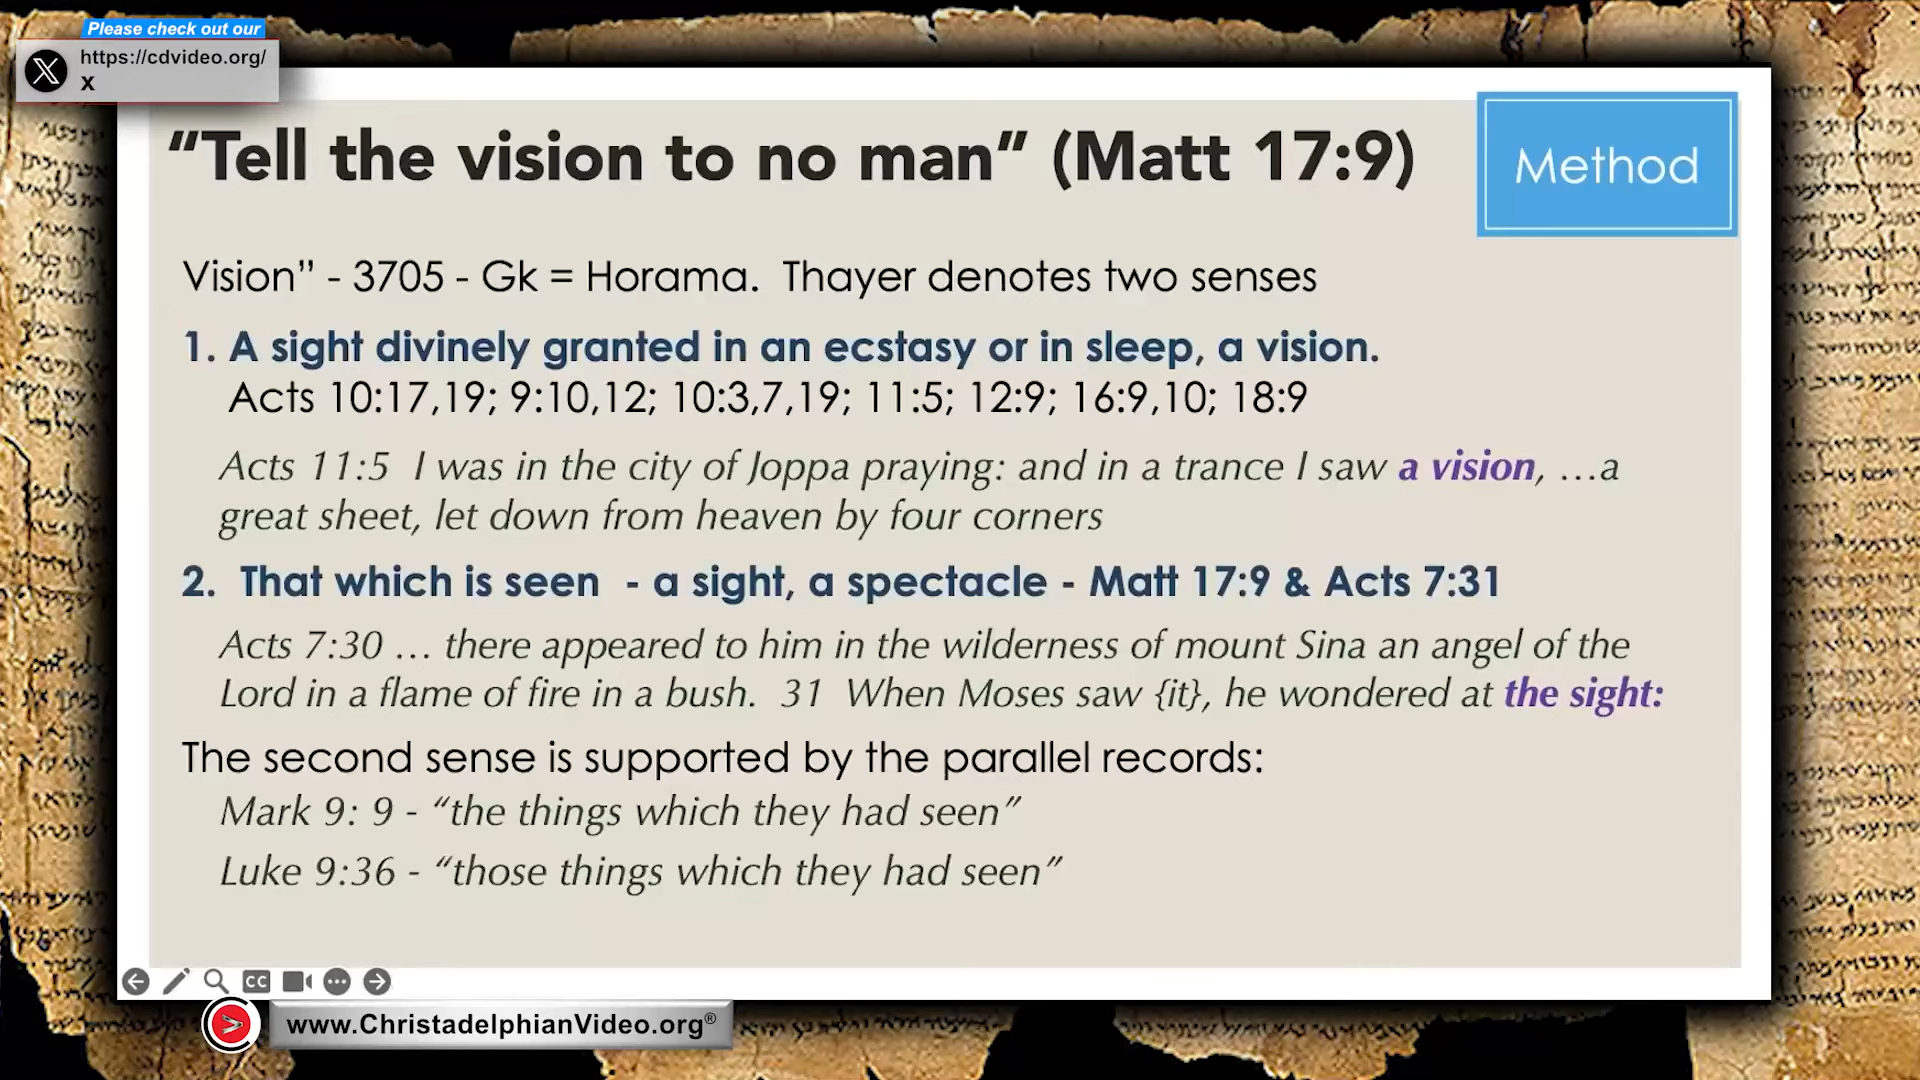 Please check out our
https://cdvideo.org/
x
“Tell the vision to no man” (Matt 17:9)
Method
Vision” - 3705 - Gk = Horama.  Thayer denotes two senses
1. A sight divinely granted in an ecstasy or in sleep, a vision.
Acts 10:17,19; 9:10,12; 10:3,7,19; 11:5; 12:9; 16:9,10; 18:9
Acts 11:5  I was in the city of Joppa praying: and in a trance I saw a vision, …a
great sheet, let down from heaven by four corners
2.  That which is seen  - a sight, a spectacle - Matt 17:9 & Acts 7:31
Acts 7:30 … there appeared to him in the wilderness of mount Sina an angel of the
Lord in a flame of fire in a bush.  31  When Moses saw {it}, he wondered at the sight:
The second sense is supported by the parallel records:
Mark 9: 9 - “the things which they had seen”
Luke 9:36 - “those things which they had seen”
CC
www.ChristadelphianVideo.org®